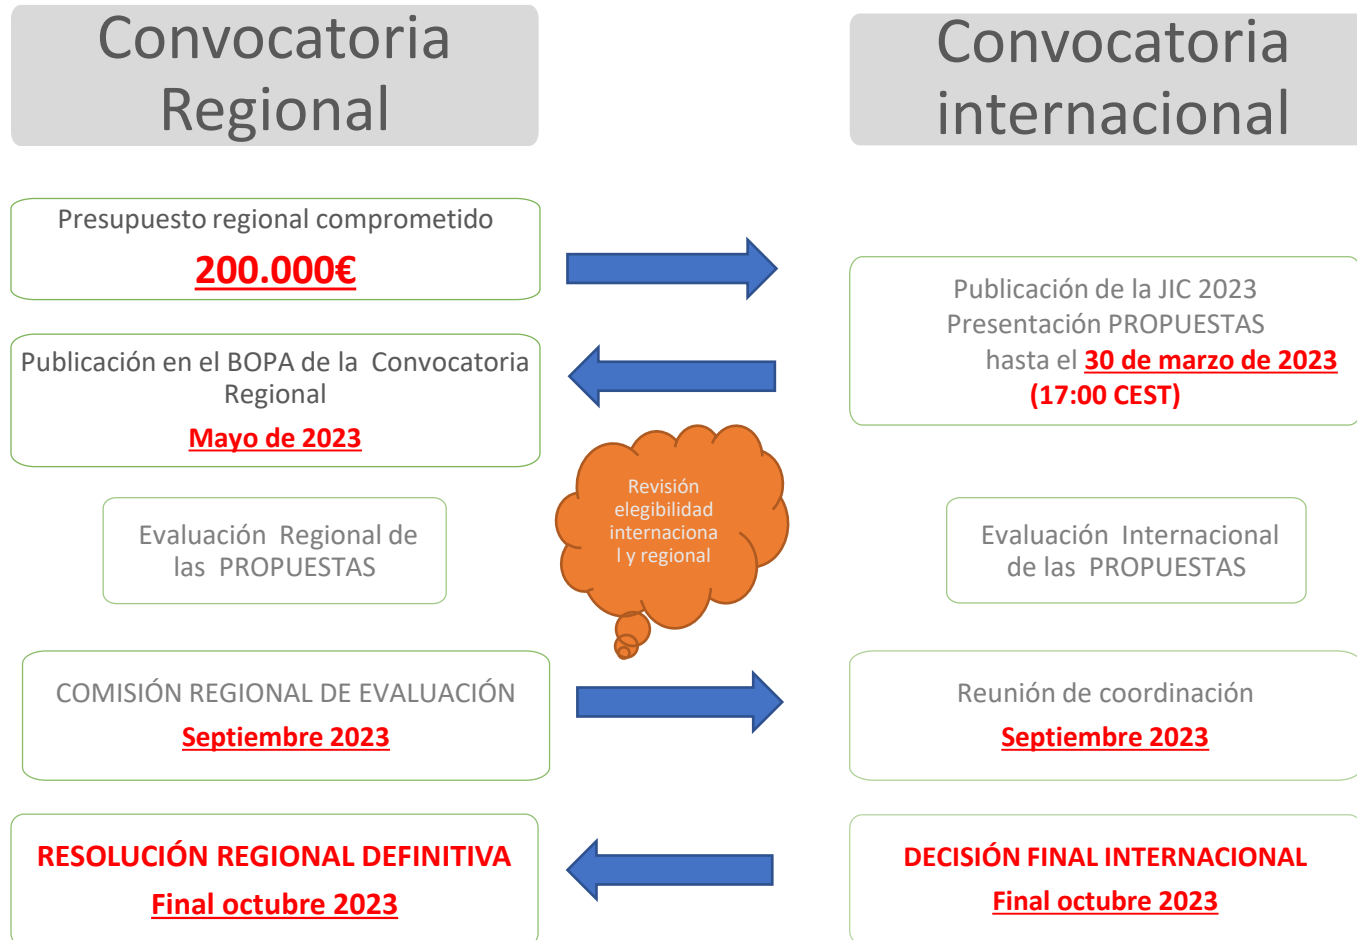 Convocatoria
Regional
Convocatoria
internacional
Presupuesto regional comprometido
200.000€
Publicación de la JIC 2023
Presentación PROPUESTAS
hasta el 30 de marzo de 2023
(17:00 CEST)
Publicación en el BOPA de la Convocatoria
Regional
Mayo de 2023
Revisión
elegibilidad
internaciona
l y regional
Evaluación Regional de
las PROPUESTAS
Evaluación Internacional
de las PROPUESTAS
COMISIÓN REGIONAL DE EVALUACIÓN
Septiembre 2023
Reunión de coordinación
Septiembre 2023
RESOLUCIÓN REGIONAL DEFINITIVA
Final octubre 2023
DECISIÓN FINAL INTERNACIONAL
Final octubre 2023